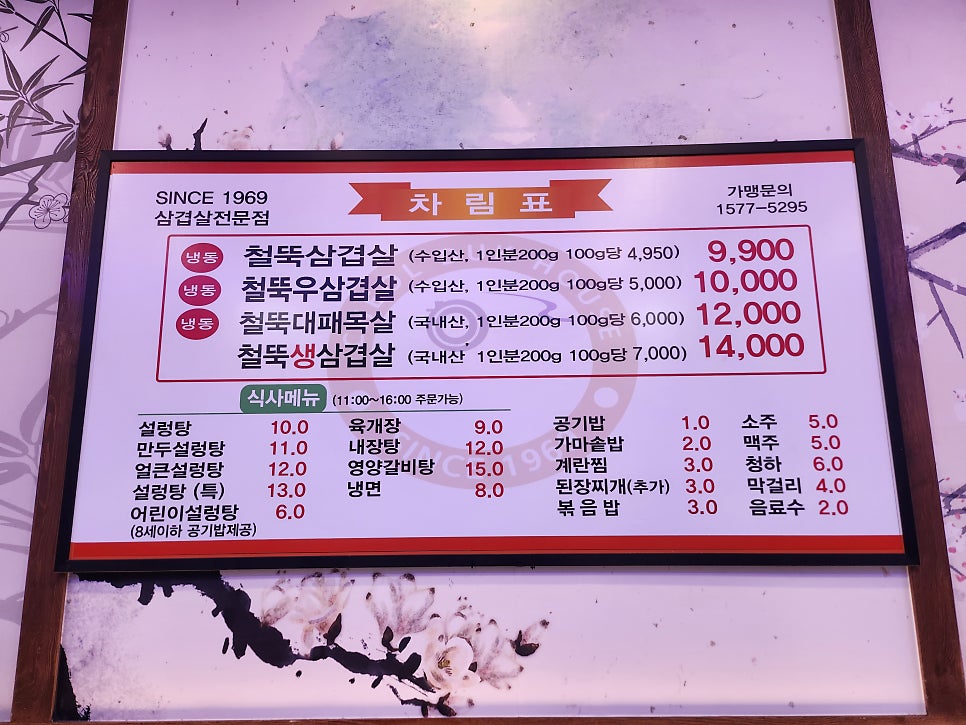 SINCE 1969
삼겹살전문점
차 림 표
가맹문의
1577-5295
냉동 철뚝삼겹살 (수입산, 1인분200g 100g당 4,950) 9,900
냉동 철뚝우삼겹살 (수입산, 1인분200g 100g당 5,000) 10,000
냉동 철뚝대패목살 (국내산, 1인분200g 100g당 6,000) 12,000
철뚝생삼겹살 (국내산, 1인분200g 100g당 7,000) 14,000
식사메뉴 (11:00~16:00 주문가능)
설렁탕 10.0
만두설렁탕 11.0
얼큰설렁탕 12.0
설렁탕 (특) 13.0
어린이설렁탕 6.0
(8세이하 공기밥제공)
육개장 9.0
내장탕 12.0
영양갈비탕 15.0
냉면 8.0
공기밥 1.0
가마솥밥 2.0
계란찜 3.0
된장찌개(추가) 3.0
볶음밥 3.0
소주 5.0
맥주 5.0
청하 6.0
막걸리 4.0
음료수 2.0